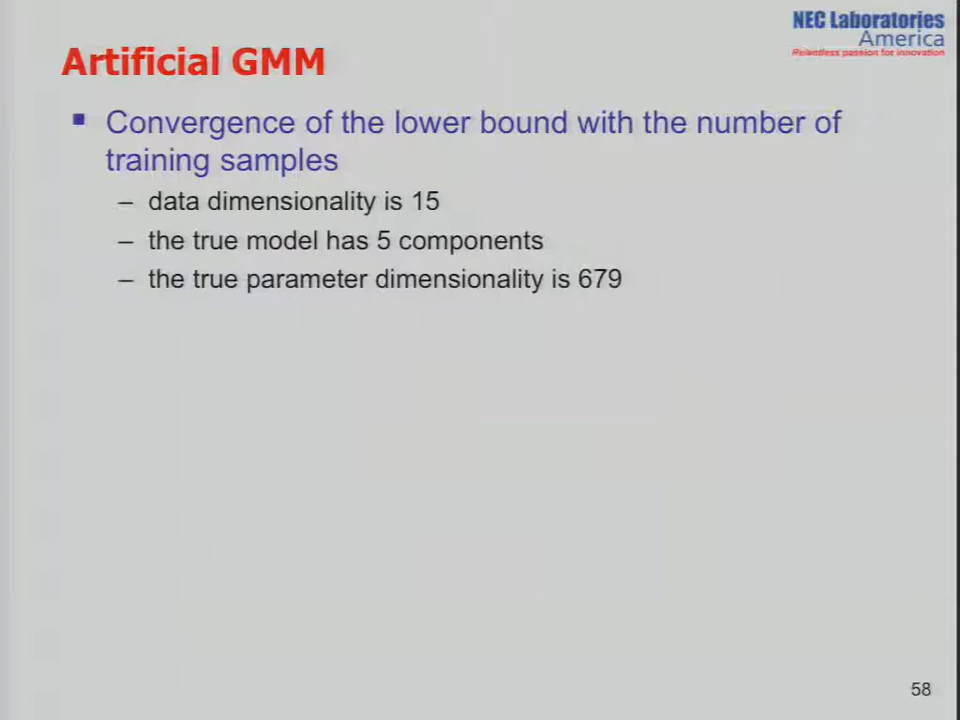 NEC Laboratories
America
Relentless passion for innovation
Artificial GMM
Convergence of the lower bound with the number of
training samples
– data dimensionality is 15
– the true model has 5 components
– the true parameter dimensionality is 679
58